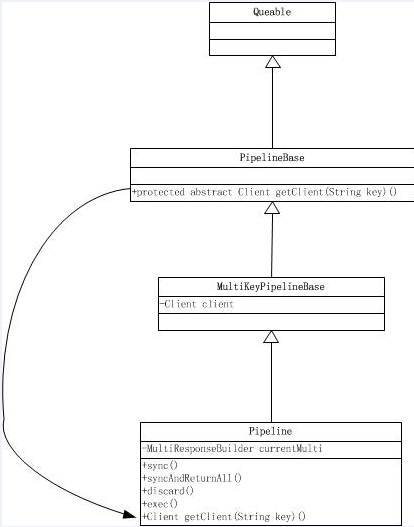 Queable
PipelineBase
+protected abstract Client getClient(String key)()
MultiKeyPipelineBase
-Client client
Pipeline
-MultiResponseBuilder currentMulti
+sync()
+syncAndReturnAll()
+discard()
+exec()
+Client getClient(String key)()